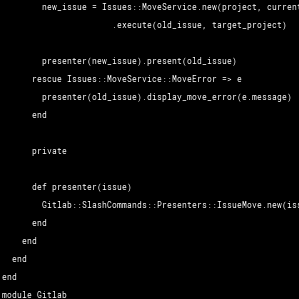 new_issue = Issues::MoveService.new(project, current
.execute(old_issue, target_project)
presenter(new_issue).present(old_issue)
rescue Issues::MoveService::MoveError => e
presenter(old_issue).display_move_error(e.message)
end
private
def presenter(issue)
Gitlab::SlashCommands::Presenters::IssueMove.new(iss
end
end
end
end
module Gitlab